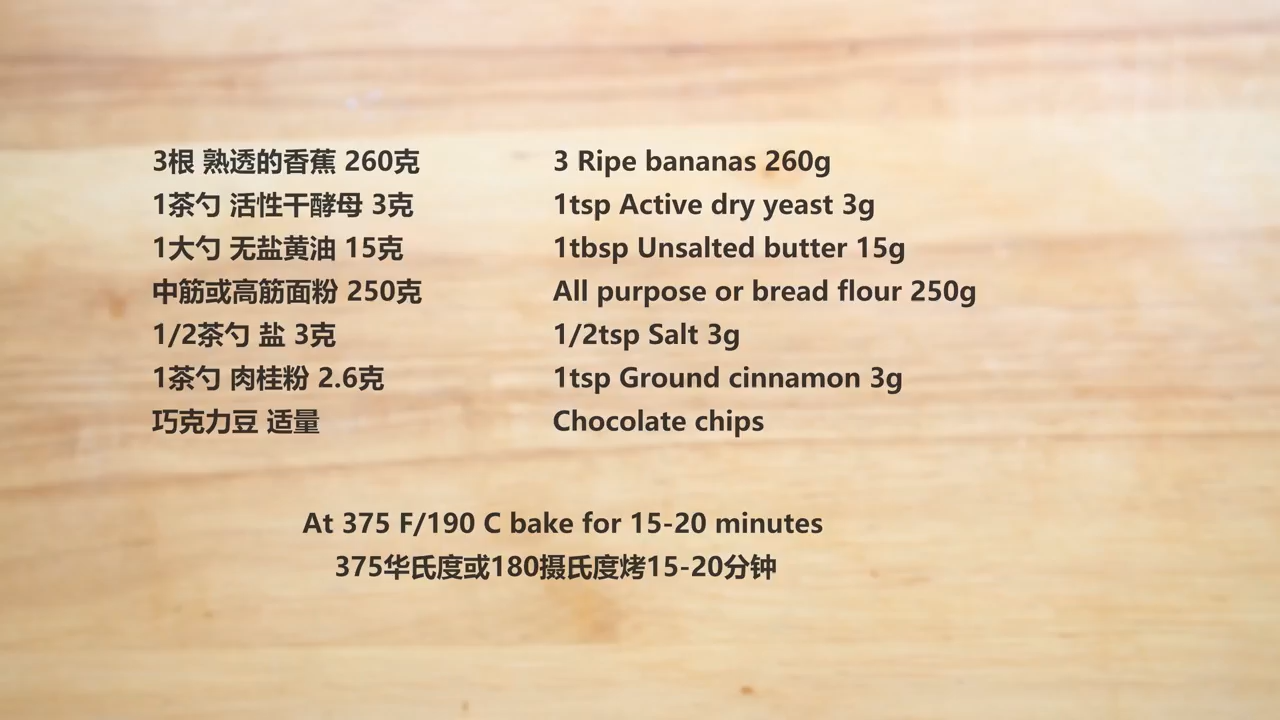 3根 熟透的香蕉 260克
1茶勺 活性干酵母 3克
1大勺 无盐黄油 15克
中筋或高筋面粉 250克
1/2茶勺 盐 3克
1茶勺 肉桂粉 2.6克
巧克力豆 适量
3 Ripe bananas 260g
1tsp Active dry yeast 3g
1tbsp Unsalted butter 15g
All purpose or bread flour 250g
1/2tsp Salt 3g
1tsp Ground cinnamon 3g
Chocolate chips
At 375 F/190 C bake for 15-20 minutes
375华氏度或180摄氏度烤15-20分钟